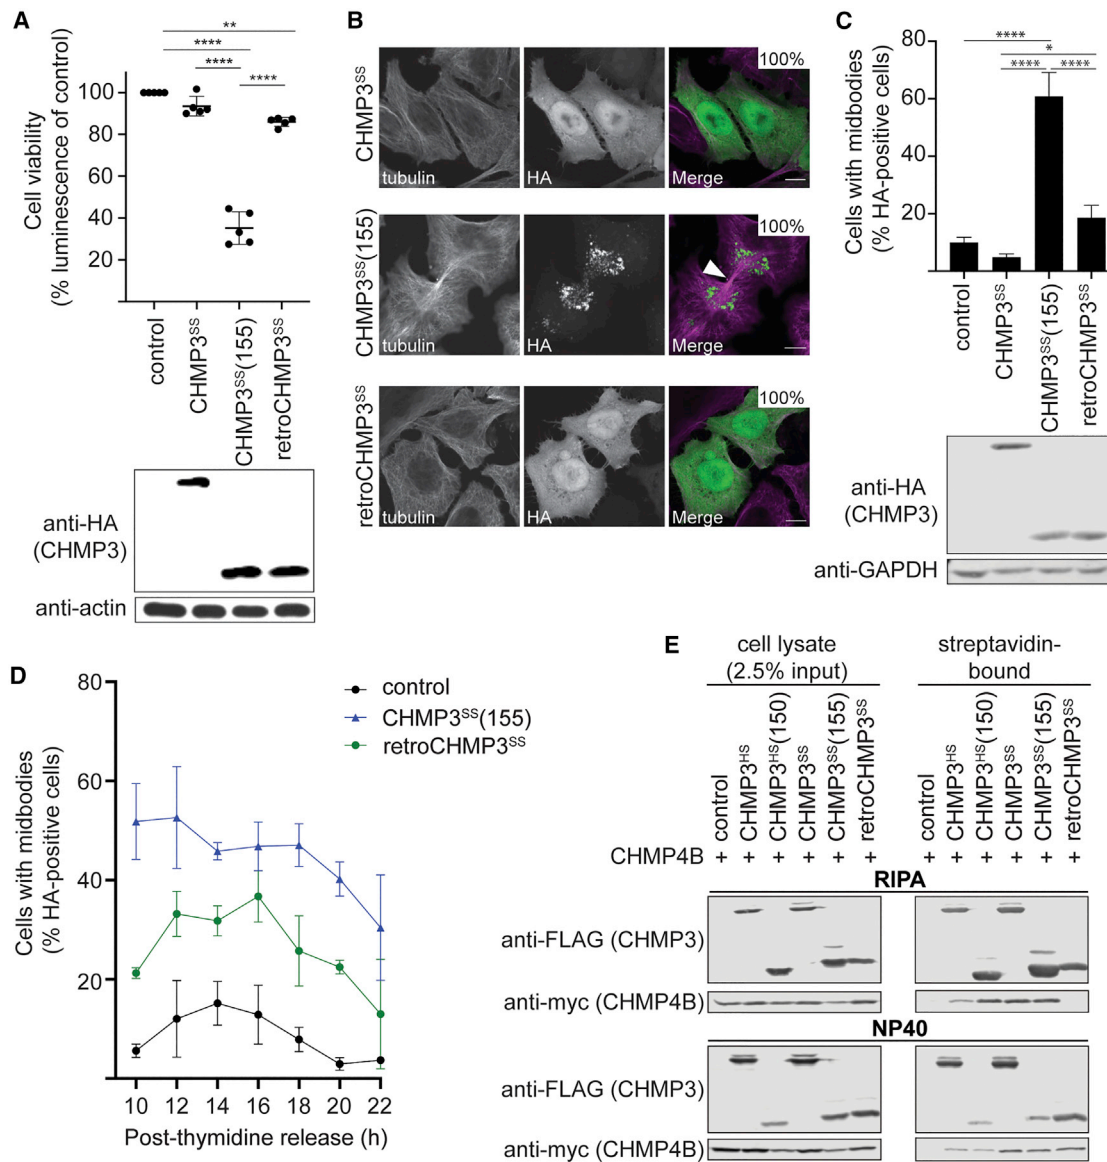 A
**
****
****
****
Cell viability
(% luminescence of control)
100
80
60
40
20
control
CHMP3SS
CHMP3SS(155)
retroCHMP3SS
anti-HA
(CHMP3)
anti-actin
B
CHMP3SS
tubulin
HA
Merge
100%
CHMP3SS(155)
tubulin
HA
Merge
100%
retroCHMP3SS
tubulin
HA
Merge
100%
C
****
*
****
****
Cells with midbodies
(% HA-positive cells)
80
60
40
20
control
CHMP3SS
CHMP3SS(155)
retroCHMP3SS
anti-HA
(CHMP3)
anti-GAPDH
D
Cells with midbodies
(% HA-positive cells)
80
60
40
20
control
CHMP3SS(155)
retroCHMP3SS
10 12 14 16 18 20 22
Post-thymidine release (h)
E
cell lysate
(2.5% input)
streptavidin-
bound
control
CHMP3HS
CHMP3HS(150)
CHMP3SS
CHMP3SS(155)
retroCHMP3SS
control
CHMP3HS
CHMP3HS(150)
CHMP3SS
CHMP3SS(155)
retroCHMP3SS
CHMP4B + + + + + + + + + + + +
RIPA
anti-FLAG (CHMP3)
anti-myc (CHMP4B)
NP40
anti-FLAG (CHMP3)
anti-myc (CHMP4B)